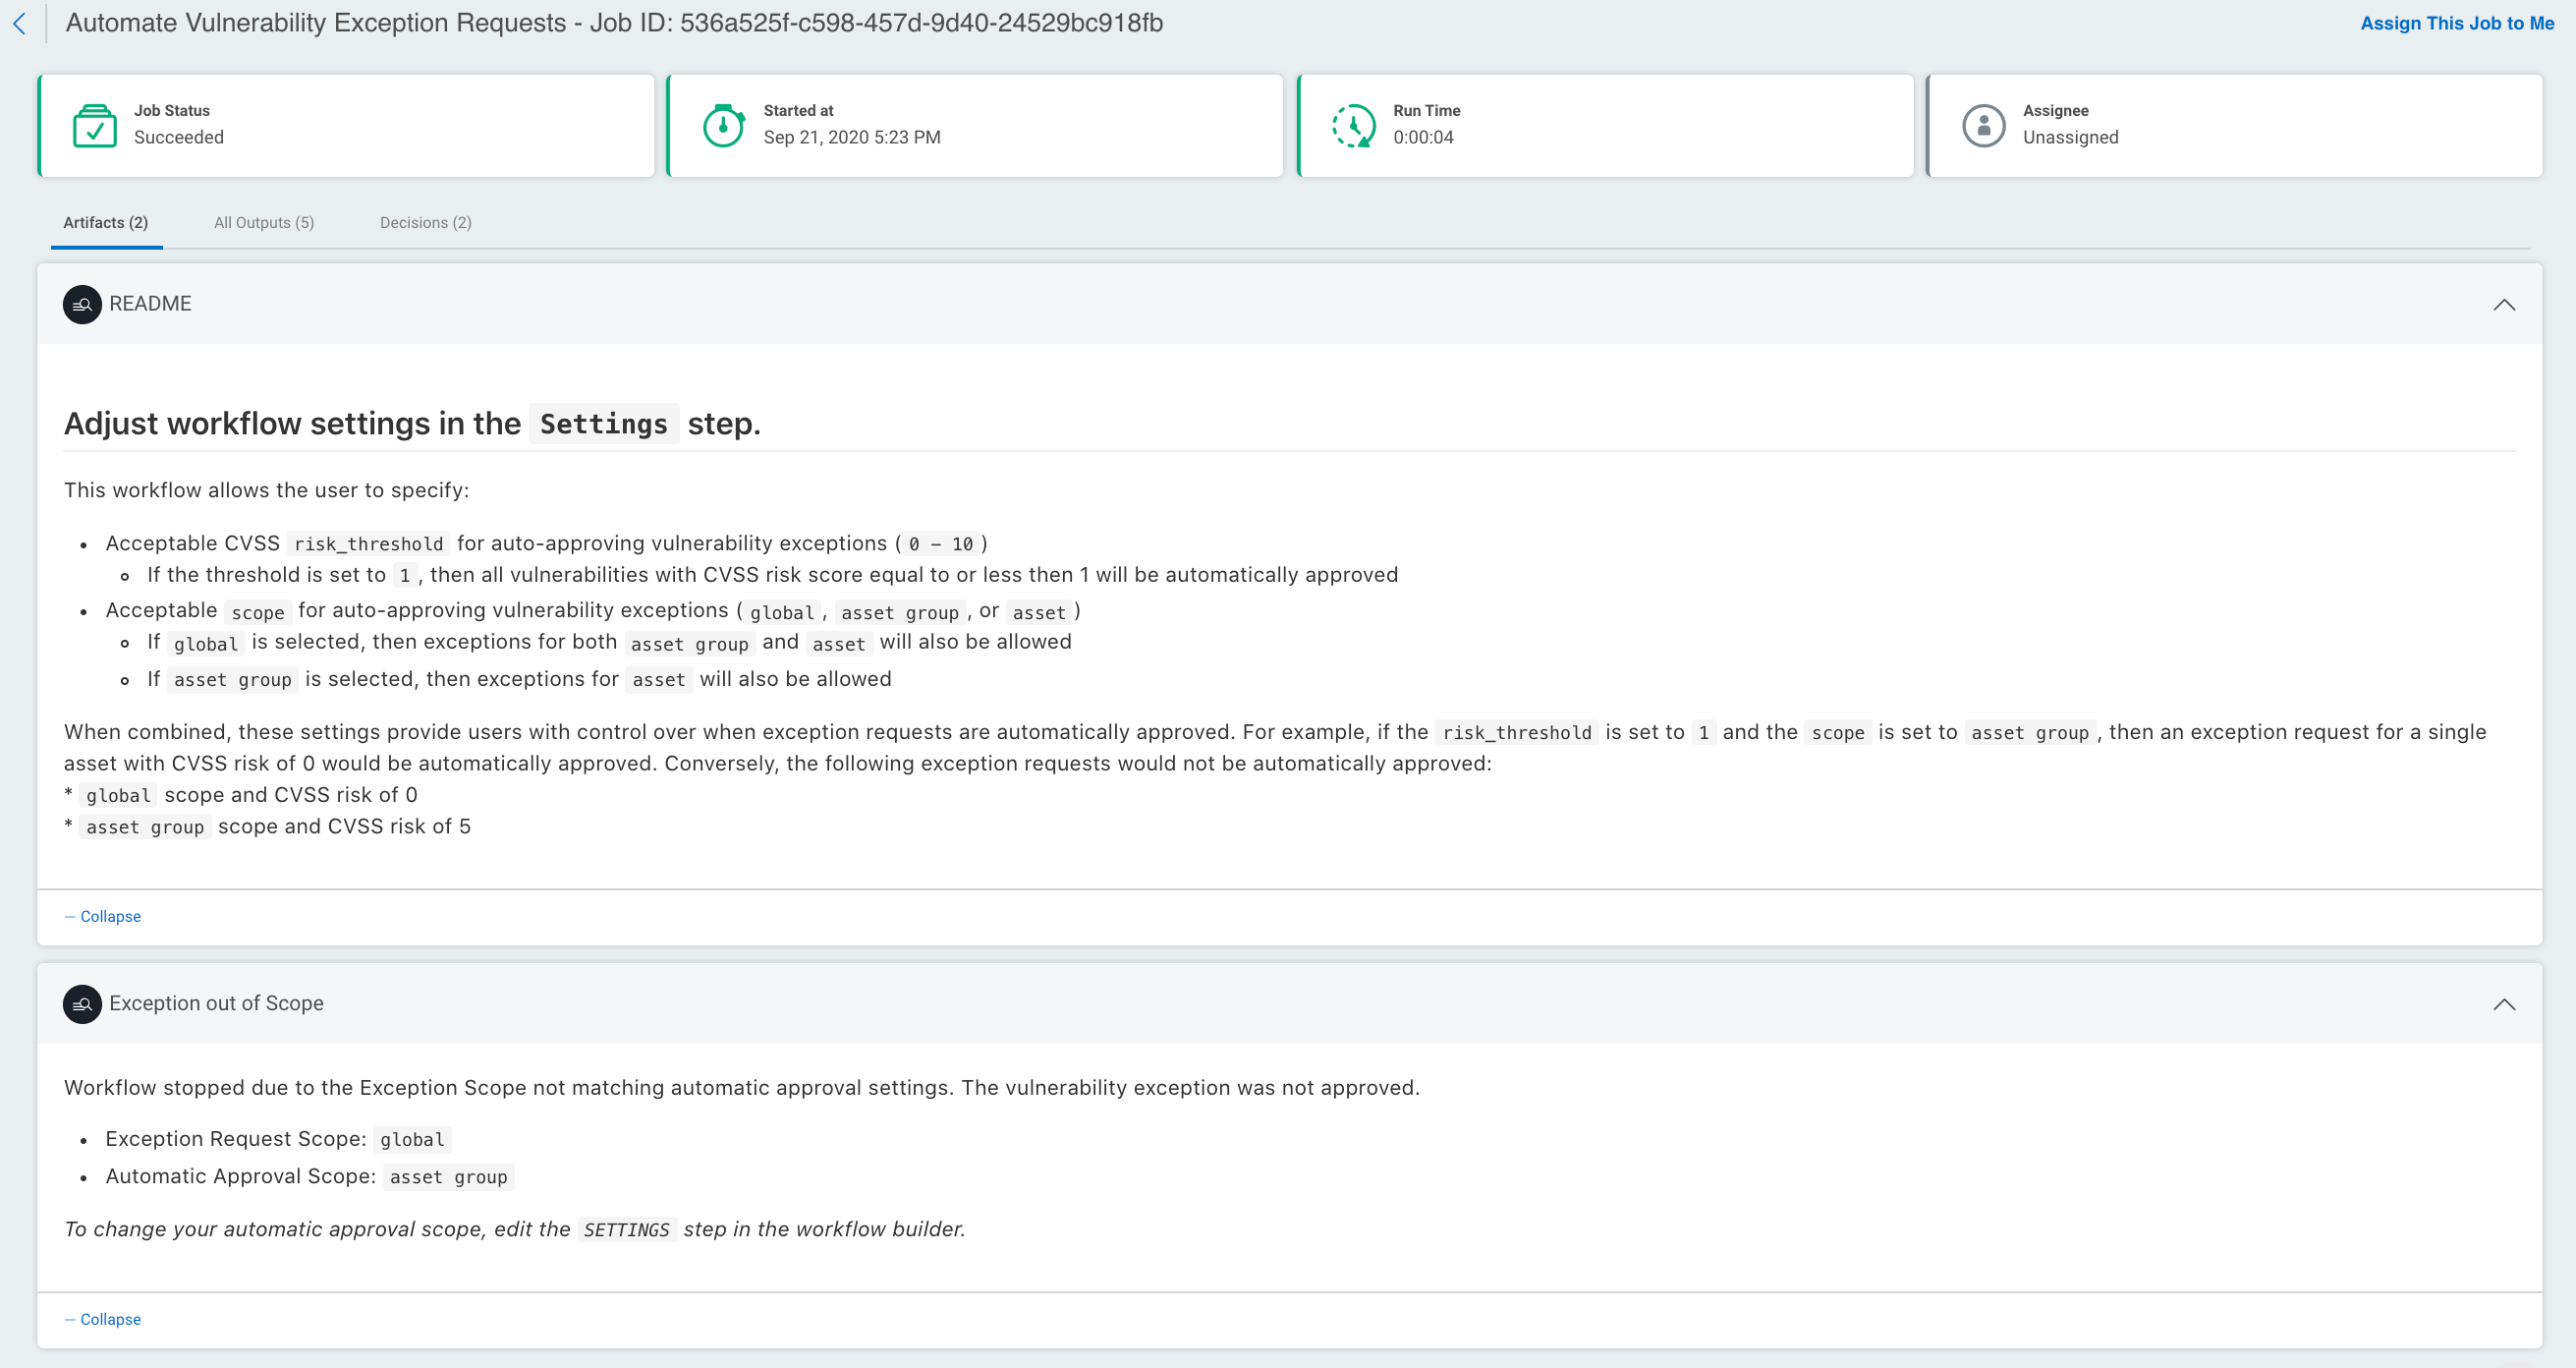 Automate Vulnerability Exception Requests - Job ID: 536a525f-c598-457d-9d40-24529bc918fb
Assign This Job to Me
Job Status
Succeeded
Started at
Sep 21, 2020 5:23 PM
Run Time
0:00:04
Assignee
Unassigned
Artifacts (2)
All Outputs (5)
Decisions (2)
README
Adjust workflow settings in the Settings step.
This workflow allows the user to specify:
• Acceptable CVSS risk_threshold for auto-approving vulnerability exceptions ( 0 – 10 )
◦ If the threshold is set to 1 , then all vulnerabilities with CVSS risk score equal to or less then 1 will be automatically approved
• Acceptable scope for auto-approving vulnerability exceptions ( global , asset group , or asset )
◦ If global is selected, then exceptions for both asset group and asset will also be allowed
◦ If asset group is selected, then exceptions for asset will also be allowed
When combined, these settings provide users with control over when exception requests are automatically approved. For example, if the risk_threshold is set to 1 and the scope is set to asset group , then an exception request for a single
asset with CVSS risk of 0 would be automatically approved. Conversely, the following exception requests would not be automatically approved:
* global scope and CVSS risk of 0
* asset group scope and CVSS risk of 5
— Collapse
Exception out of Scope
Workflow stopped due to the Exception Scope not matching automatic approval settings. The vulnerability exception was not approved.
• Exception Request Scope: global
• Automatic Approval Scope: asset group
To change your automatic approval scope, edit the SETTINGS step in the workflow builder.
— Collapse